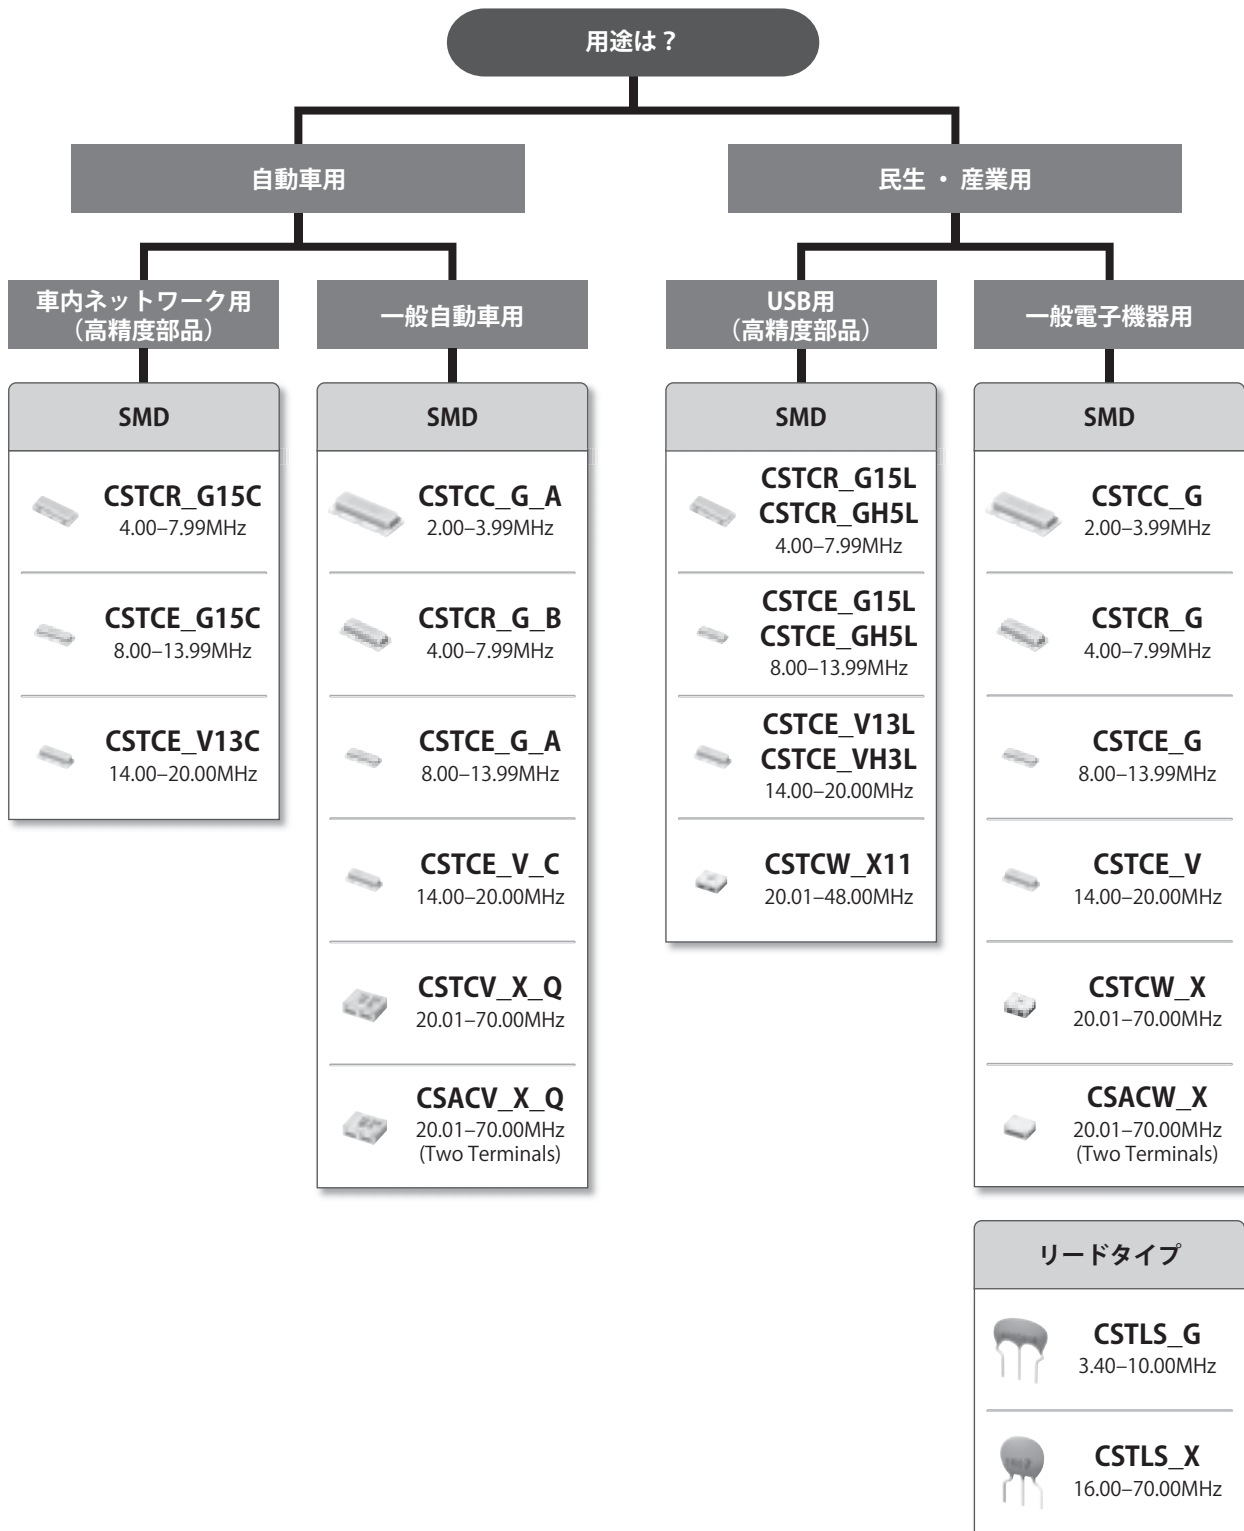 用途は？
自動車用
民生 ・ 産業用
車内ネットワーク用
（高精度部品）
一般自動車用
USB用
（高精度部品）
一般電子機器用
SMD
CSTCR_G15C
4.00–7.99MHz
CSTCE_G15C
8.00–13.99MHz
CSTCE_V13C
14.00–20.00MHz
SMD
CSTCC_G_A
2.00–3.99MHz
CSTCR_G_B
4.00–7.99MHz
CSTCE_G_A
8.00–13.99MHz
CSTCE_V_C
14.00–20.00MHz
CSTCV_X_Q
20.01–70.00MHz
CSACV_X_Q
20.01–70.00MHz
(Two Terminals)
SMD
CSTCR_G15L
CSTCR_GH5L
4.00–7.99MHz
CSTCE_G15L
CSTCE_GH5L
8.00–13.99MHz
CSTCE_V13L
CSTCE_VH3L
14.00–20.00MHz
CSTCW_X11
20.01–48.00MHz
SMD
CSTCC_G
2.00–3.99MHz
CSTCR_G
4.00–7.99MHz
CSTCE_G
8.00–13.99MHz
CSTCE_V
14.00–20.00MHz
CSTCW_X
20.01–70.00MHz
CSACW_X
20.01–70.00MHz
(Two Terminals)
リードタイプ
CSTLS_G
3.40–10.00MHz
CSTLS_X
16.00–70.00MHz